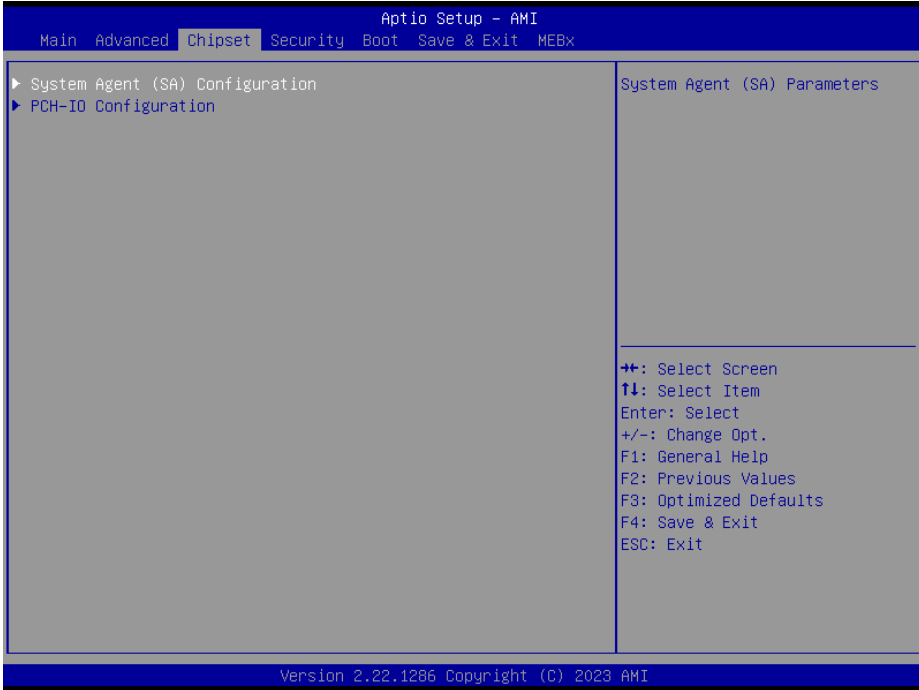 Aptio Setup – AMI
Main Advanced Chipset Security Boot Save & Exit MEBx
▶ System Agent (SA) Configuration
▶ PCH-IO Configuration
System Agent (SA) Parameters
→←: Select Screen
↑↓: Select Item
Enter: Select
+/-: Change Opt.
F1: General Help
F2: Previous Values
F3: Optimized Defaults
F4: Save & Exit
ESC: Exit
Version 2.22.1286 Copyright (C) 2023 AMI